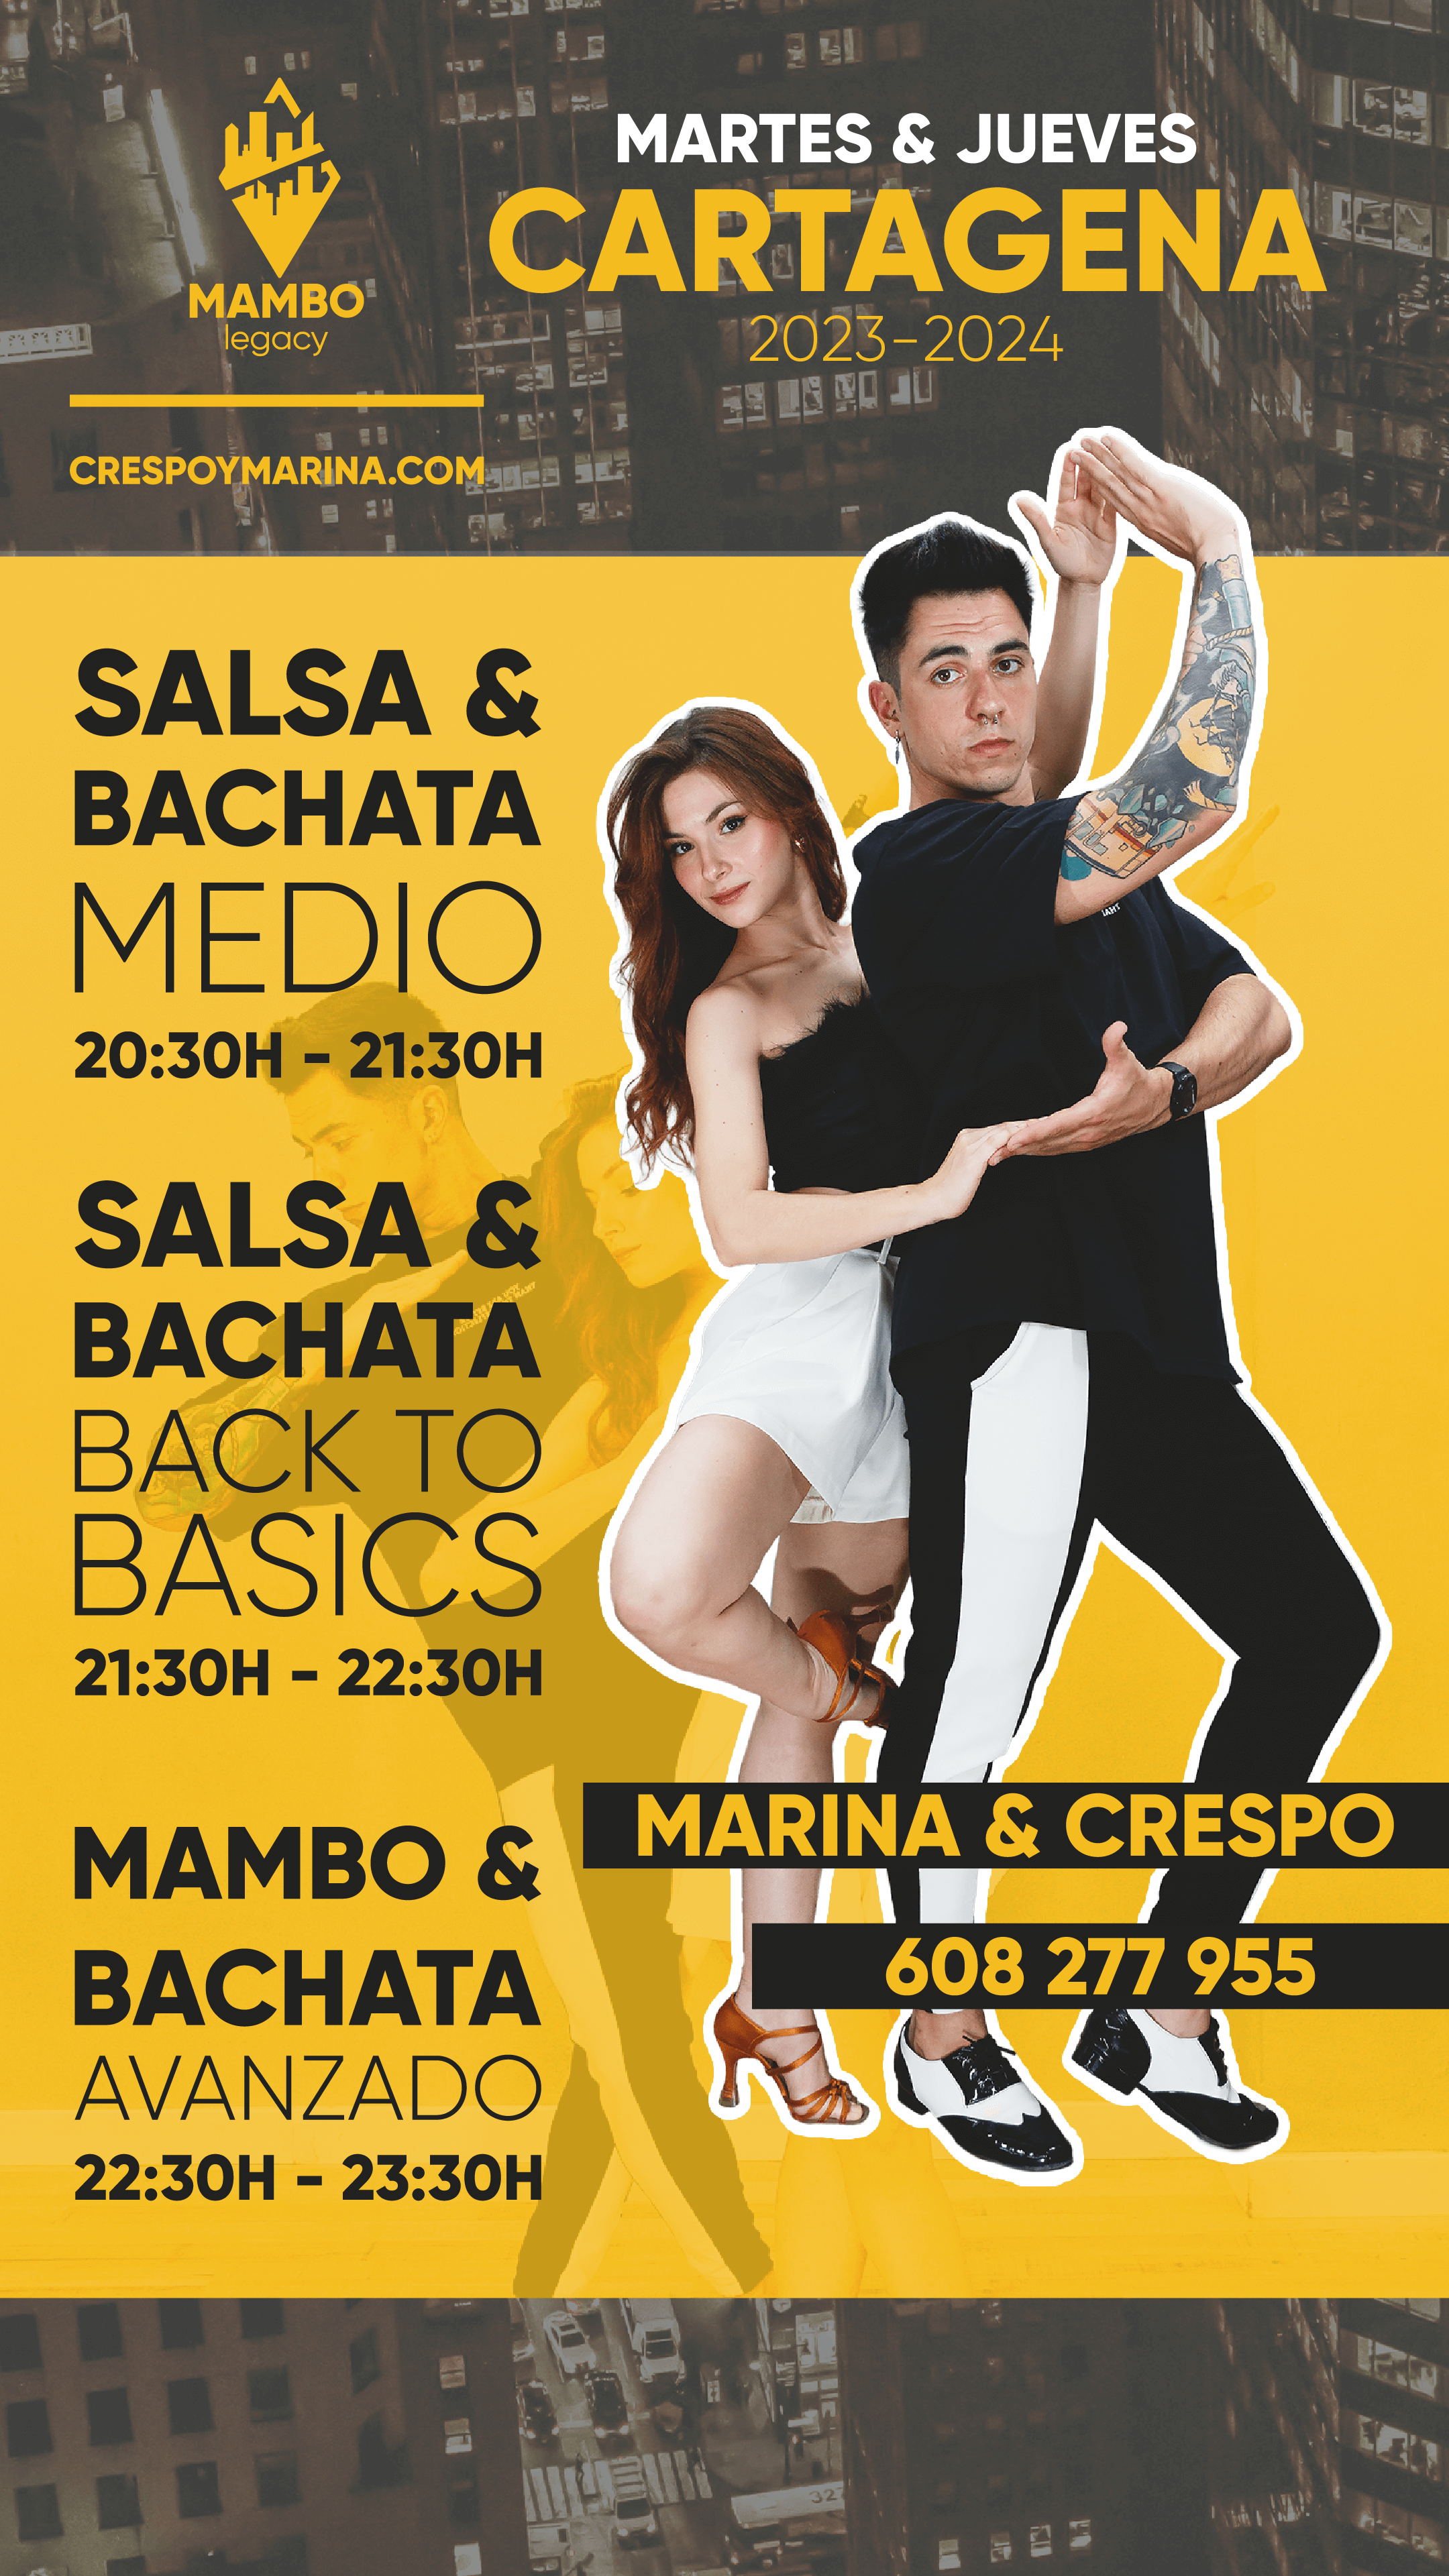 MAMBO
legacy
CRESPOYMARINA.COM
MARTES & JUEVES
CARTAGENA
2023-2024
SALSA &
BACHATA
MEDIO
20:30H - 21:30H
SALSA &
BACHATA
BACK TO
BASICS
21:30H - 22:30H
MAMBO &
BACHATA
AVANZADO
22:30H - 23:30H
MARINA & CRESPO
608 277 955